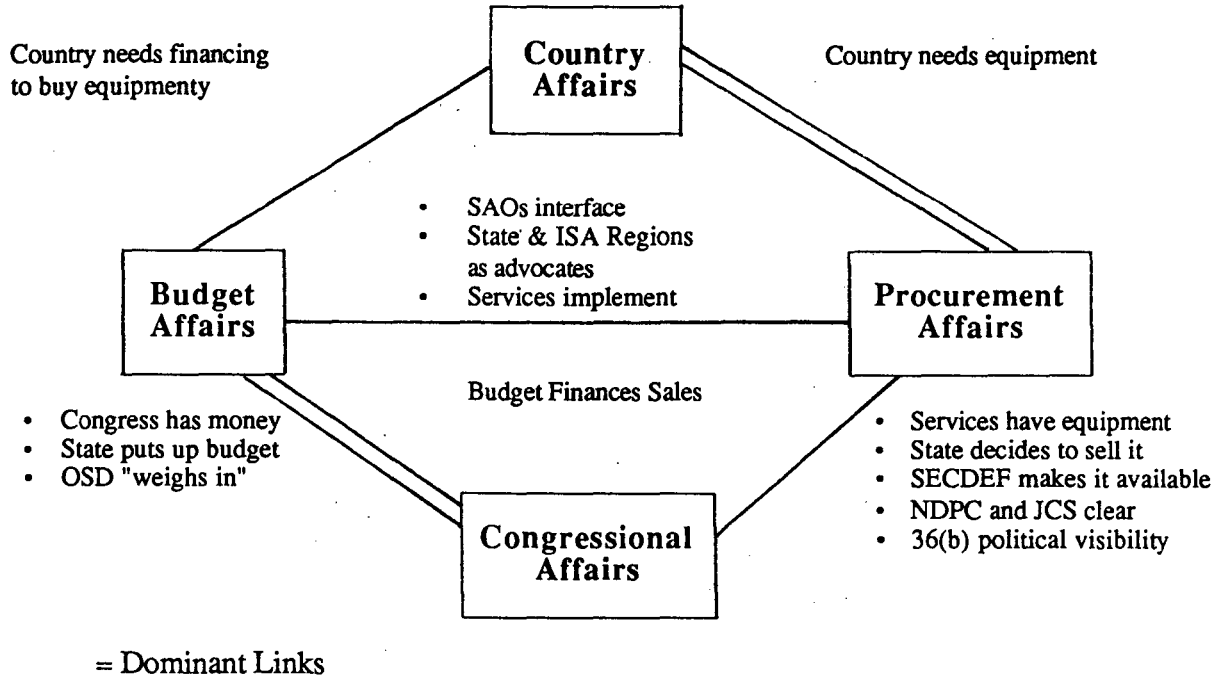 Country needs financing
to buy equipmenty
Country
Affairs
Country needs equipment
• SAOs interface
• State & ISA Regions
as advocates
• Services implement
Budget
Affairs
Procurement
Affairs
Budget Finances Sales
• Congress has money
• State puts up budget
• OSD "weighs in"
• Services have equipment
• State decides to sell it
• SECDEF makes it available
• NDPC and JCS clear
• 36(b) political visibility
Congressional
Affairs
= Dominant Links